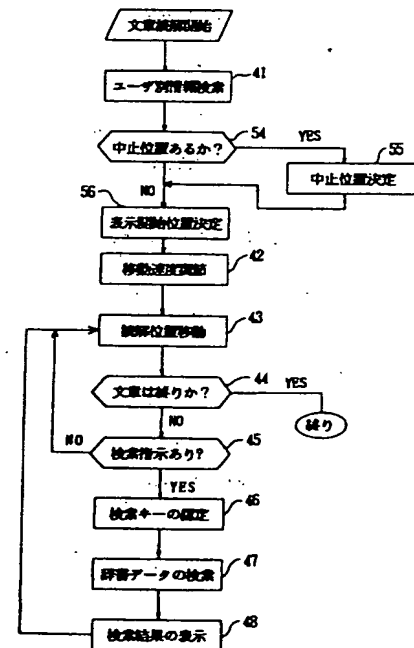 文章読解開始
41
ユーザ別情報検索
54
中止位置あるか?
YES
55
中止位置決定
NO
56
表示開始位置決定
42
移動速度調節
43
読解位置移動
44
文章は終りか?
YES
終り
NO
45
検索指示あり?
NO
YES
46
検索キーの確定
47
辞書データの検索
48
検索結果の表示